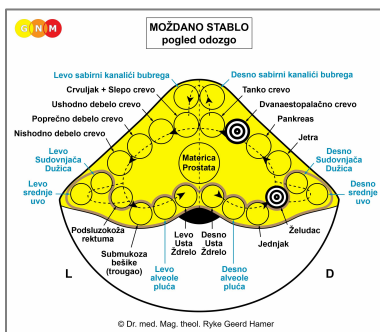 GNM
MOŽDANO STABLO
pogled odozgo
Levo sabirni kanalići bubrega
Desno sabirni kanalići bubrega
Crvuljak + Slepo crevo
Ushodno debelo crevo
Poprečno debelo crevo
Nishodno debelo crevo
Tanko crevo
Dvanaestopalačno crevo
Pankreas
Jetra
Levo
Sudovnjača
Dužica
Desno
Sudovnjača
Dužica
Materica
Prostata
Levo
srednje
uvo
Desno
srednje
uvo
Podsluzokoža
rektuma
Submukoza
bešike
(trougao)
Levo
alveole
pluća
Levo
Usta
Ždrelo
Desno
Usta
Ždrelo
Desno
alveole
pluća
Jednjak
Želudac
L
D
© Dr. med. Mag. theol. Ryke Geerd Hamer